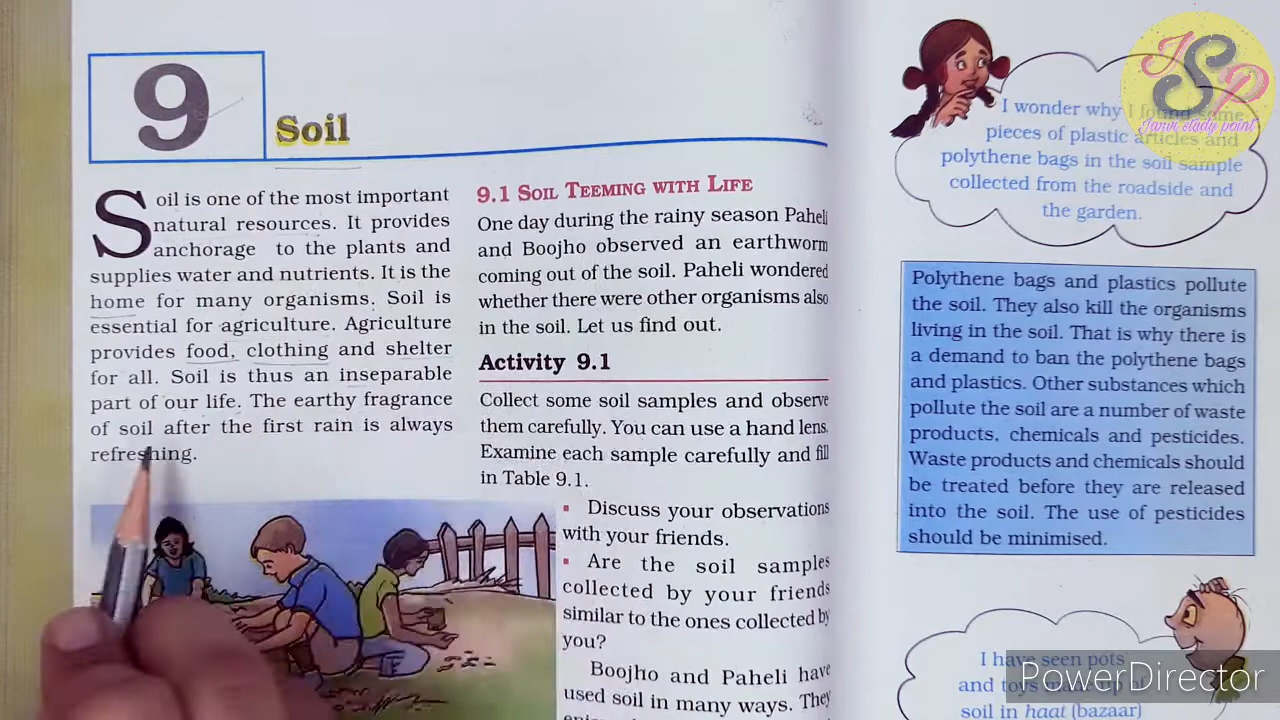 9
Soil
Soil is one of the most important
natural resources. It provides
anchorage to the plants and
supplies water and nutrients. It is the
home for many organisms. Soil is
essential for agriculture. Agriculture
provides food, clothing and shelter
for all. Soil is thus an inseparable
part of our life. The earthy fragrance
of soil after the first rain is always
refreshing.
9.1 SOIL TEEMING WITH LIFE
One day during the rainy season Paheli
and Boojho observed an earthworm
coming out of the soil. Paheli wondered
whether there were other organisms also
in the soil. Let us find out.
Activity 9.1
Collect some soil samples and observe
them carefully. You can use a hand lens.
Examine each sample carefully and fill
in Table 9.1.
▪ Discuss your observations
with your friends.
▪ Are the soil samples
collected by your friends
similar to the ones collected by
you?
Boojho and Paheli have
used soil in many ways. They
I wonder why I found some
pieces of plastic articles and
polythene bags in the soil sample
collected from the roadside and
the garden.
JSP
Janvi study point
Polythene bags and plastics pollute
the soil. They also kill the organisms
living in the soil. That is why there is
a demand to ban the polythene bags
and plastics. Other substances which
pollute the soil are a number of waste
products, chemicals and pesticides.
Waste products and chemicals should
be treated before they are released
into the soil. The use of pesticides
should be minimised.
I have seen pots
and toys made up of
soil in haat (bazaar)
PowerDirector